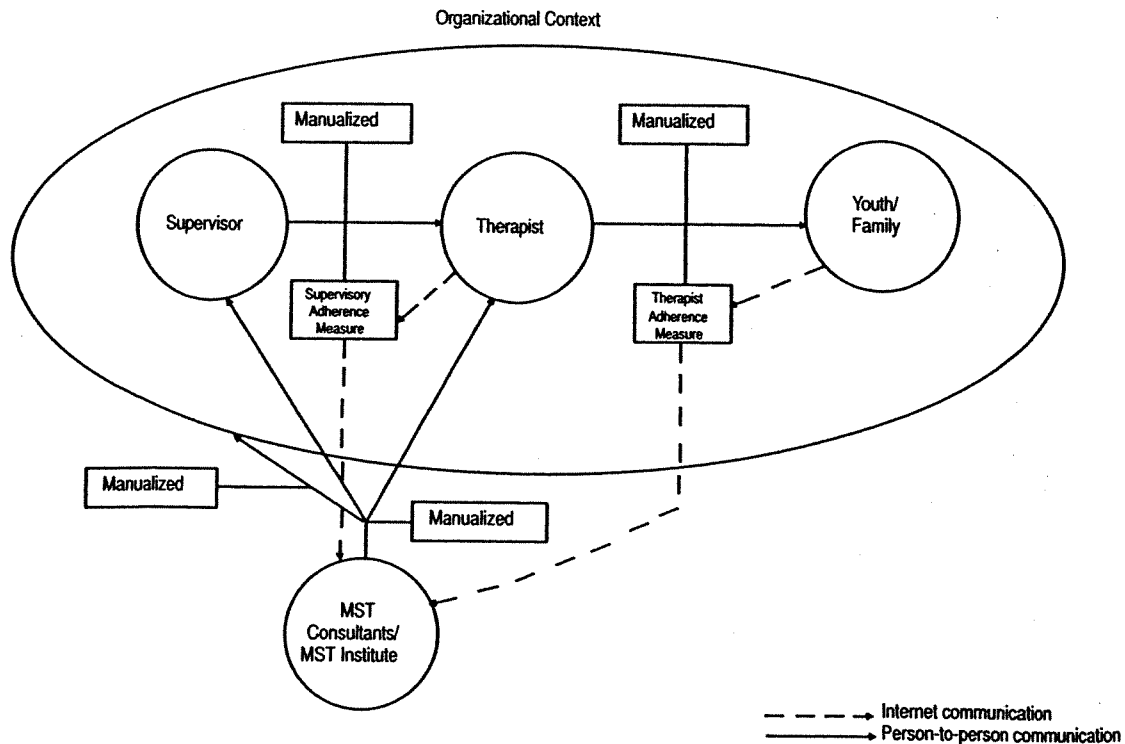 Organizational Context
Manualized
Manualized
Supervisor
Therapist
Youth/
Family
Supervisory
Adherence
Measure
Therapist
Adherence
Measure
Manualized
Manualized
MST
Consultants/
MST Institute
Internet communication
Person-to-person communication